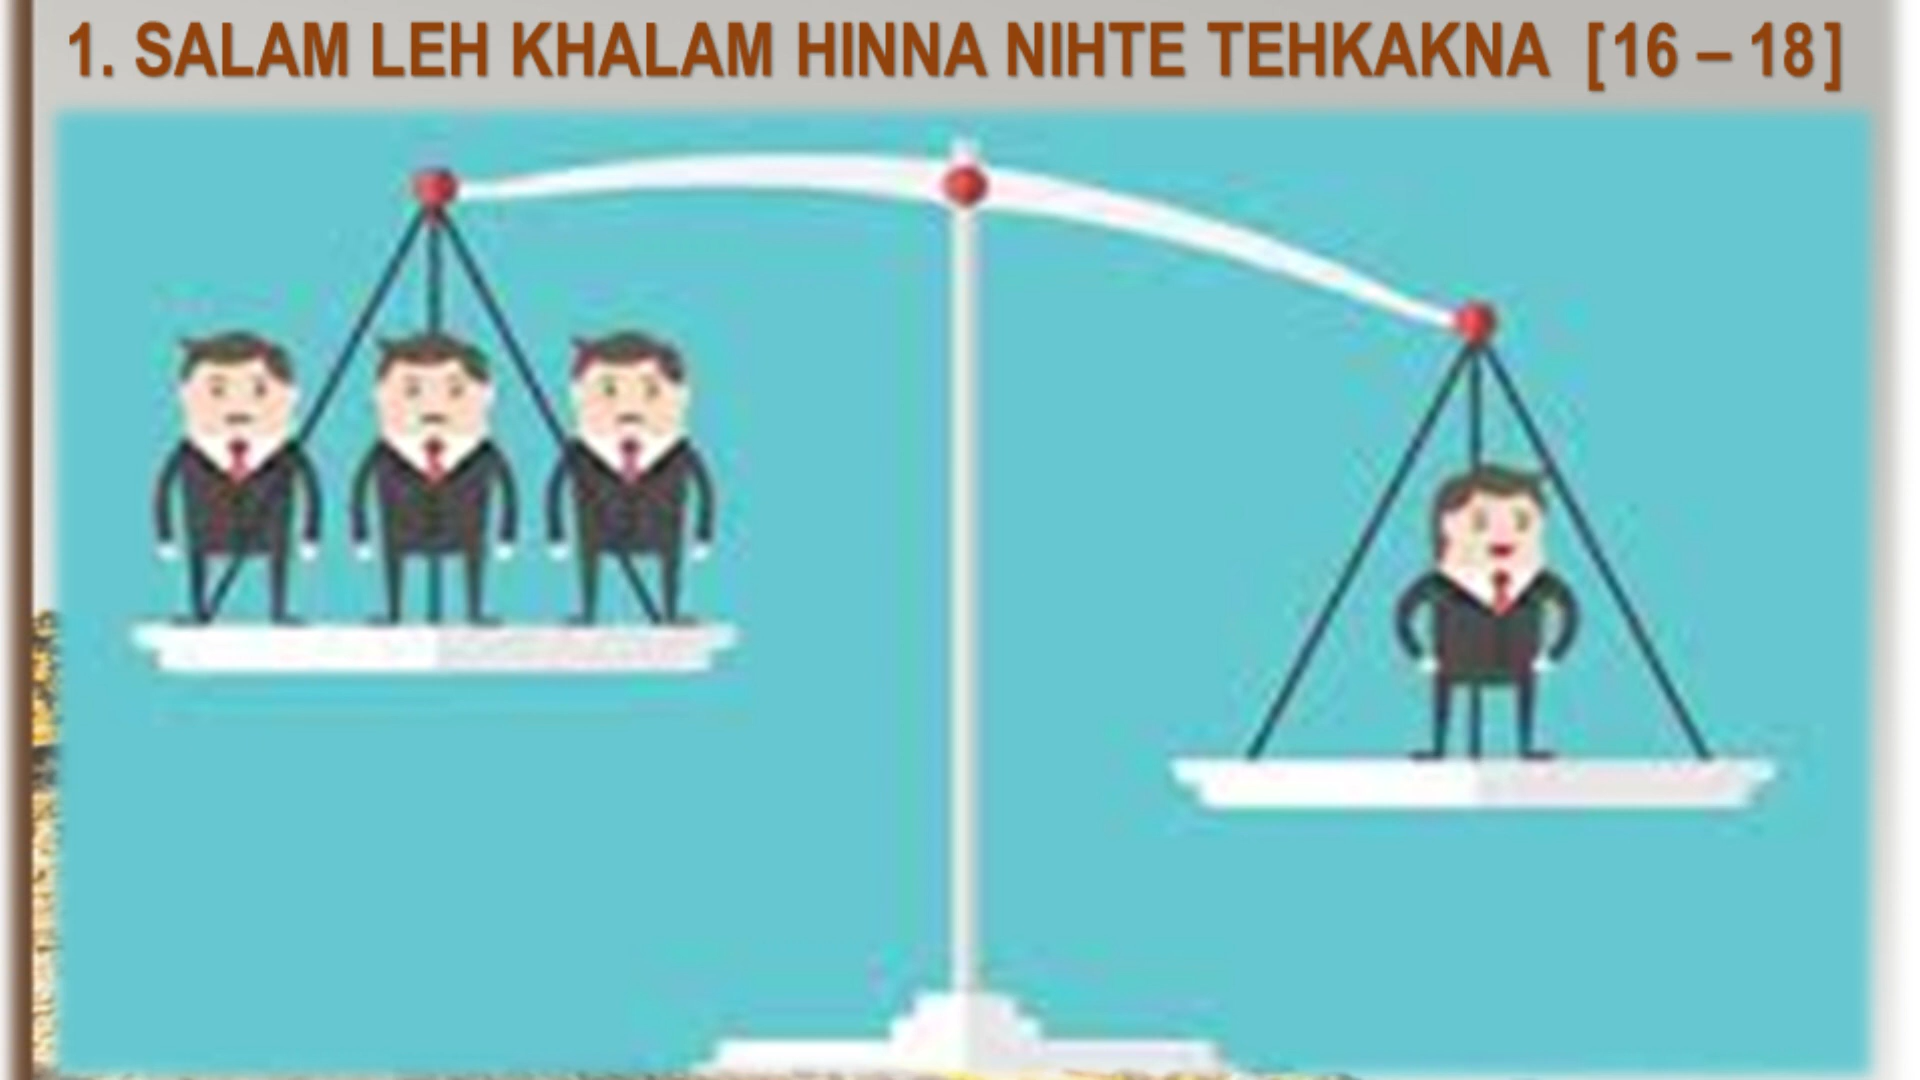 1. SALAM LEH KHALAM HINNA NIHTE TEHKAKNA [16 – 18]